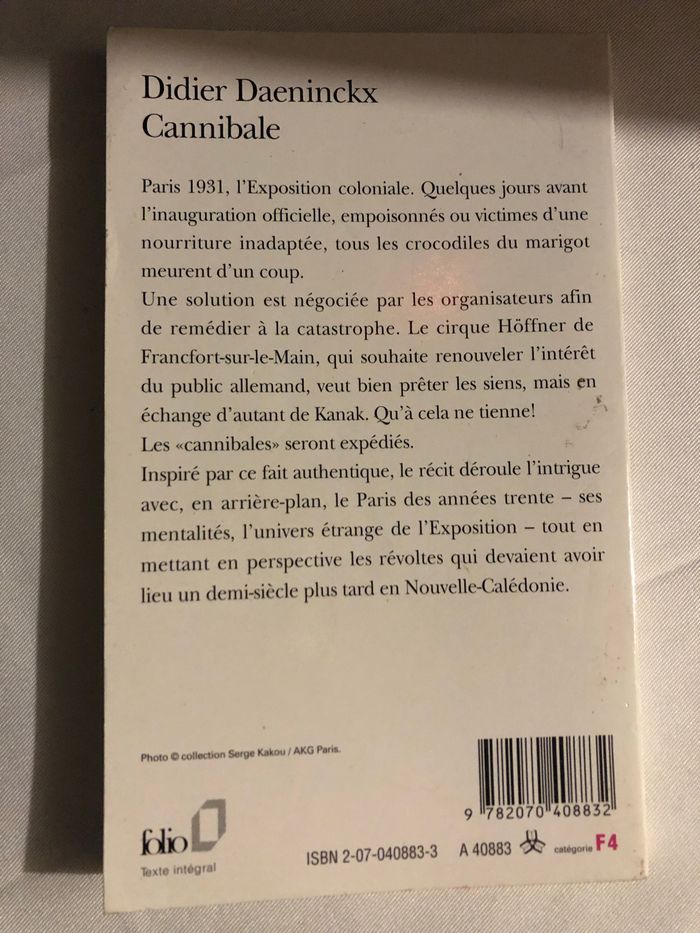 Didier Daeninckx
Cannibale
Paris 1931, l'Exposition coloniale. Quelques jours avant
l'inauguration officielle, empoisonnés ou victimes d'une
nourriture inadaptée, tous les crocodiles du marigot
meurent d'un coup.
Une solution est négociée par les organisateurs afin
de remédier à la catastrophe. Le cirque Höffner de
Francfort-sur-le-Main, qui souhaite renouveler l'intérêt
du public allemand, veut bien prêter les siens, mais en
échange d'autant de Kanak. Qu'à cela ne tienne!
Les «cannibales» seront expédiés.
Inspiré par ce fait authentique, le récit déroule l'intrigue
avec, en arrière-plan, le Paris des années trente – ses
mentalités, l'univers étrange de l'Exposition – tout en
mettant en perspective les révoltes qui devaient avoir
lieu un demi-siècle plus tard en Nouvelle-Calédonie.
Photo © collection Serge Kakou / AKG Paris.
9 782070 408832
folio
Texte intégral
ISBN 2-07-040883-3 A 40883 catégorie F4